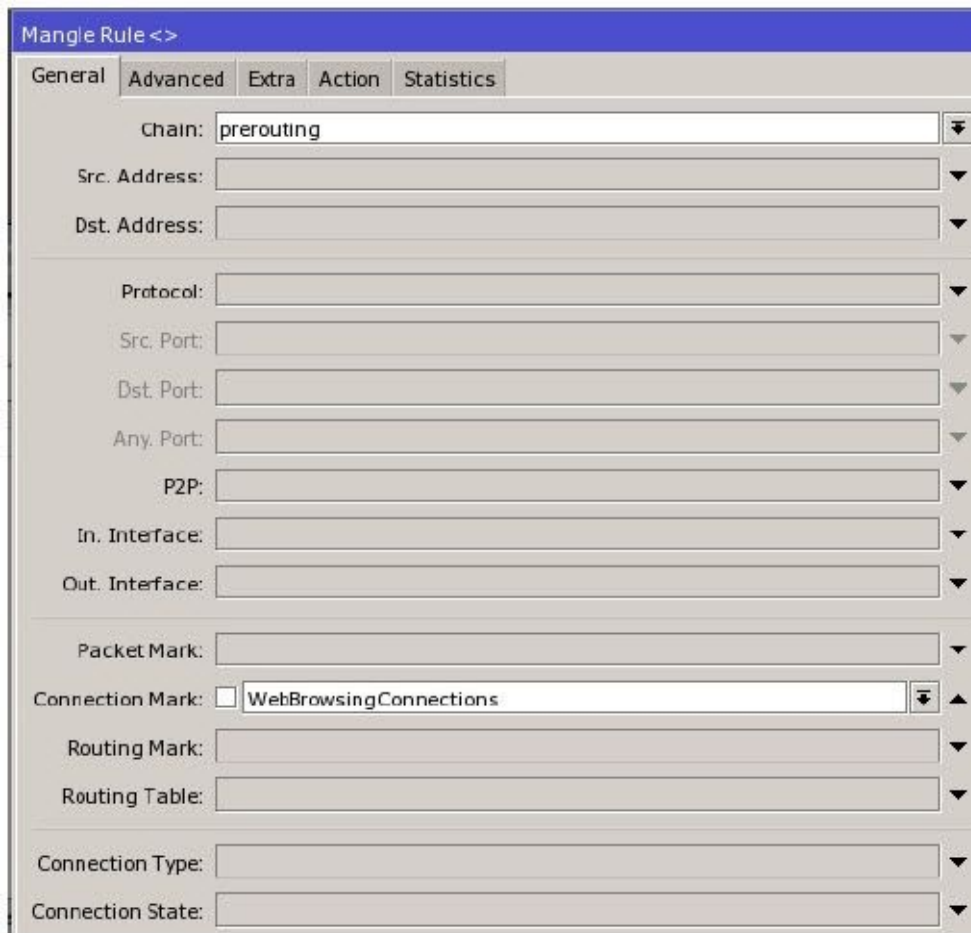 Mangle Rule <>
General Advanced Extra Action Statistics
Chain: prerouting
Src. Address:
Dst. Address:
Protocol:
Src. Port:
Dst. Port:
Any. Port:
P2P:
In. Interface:
Out. Interface:
Packet Mark:
Connection Mark: WebBrowsingConnections
Routing Mark:
Routing Table:
Connection Type:
Connection State: